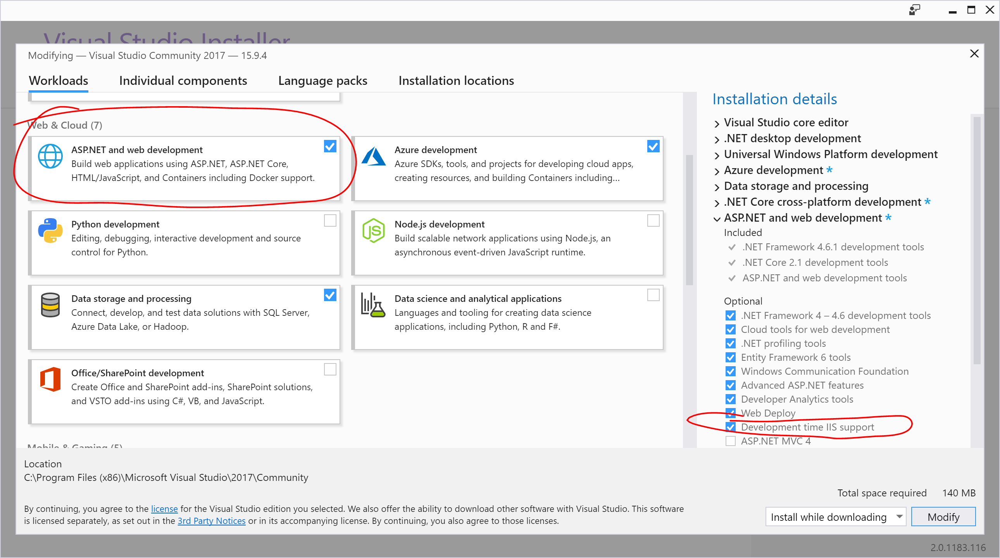 Visual Studio Installer
Modifying — Visual Studio Community 2017 — 15.9.4
Workloads
Individual components
Language packs
Installation locations
Web & Cloud (7)
ASP.NET and web development
Build web applications using ASP.NET, ASP.NET Core,
HTML/JavaScript, and Containers including Docker support.
Azure development
Azure SDKs, tools, and projects for developing cloud apps,
creating resources, and building Containers including...
Python development
Editing, debugging, interactive development and source
control for Python.
JS
Node.js development
Build scalable network applications using Node.js, an
asynchronous event-driven JavaScript runtime.
Data storage and processing
Connect, develop, and test data solutions with SQL Server,
Azure Data Lake, or Hadoop.
Data science and analytical applications
Languages and tooling for creating data science
applications, including Python, R and F#.
Office/SharePoint development
Create Office and SharePoint add-ins, SharePoint solutions,
and VSTO add-ins using C#, VB, and JavaScript.
Mobile & Gaming (5)
Installation details
Visual Studio core editor
.NET desktop development
Universal Windows Platform development
Azure development *
Data storage and processing
.NET Core cross-platform development *
ASP.NET and web development *
Included
.NET Framework 4.6.1 development tools
.NET Core 2.1 development tools
ASP.NET and web development tools
Optional
.NET Framework 4 – 4.6 development tools
Cloud tools for web development
.NET profiling tools
Entity Framework 6 tools
Windows Communication Foundation
Advanced ASP.NET features
Developer Analytics tools
Web Deploy
Development time IIS support
ASP.NET MVC 4
Location
C:\Program Files (x86)\Microsoft Visual Studio\2017\Community
Total space required 140 MB
By continuing, you agree to the license for the Visual Studio edition you selected. We also offer the ability to download other software with Visual Studio. This software
is licensed separately, as set out in the 3rd Party Notices or in its accompanying license. By continuing, you also agree to those licenses.
Install while downloading
Modify
2.0.1183.116